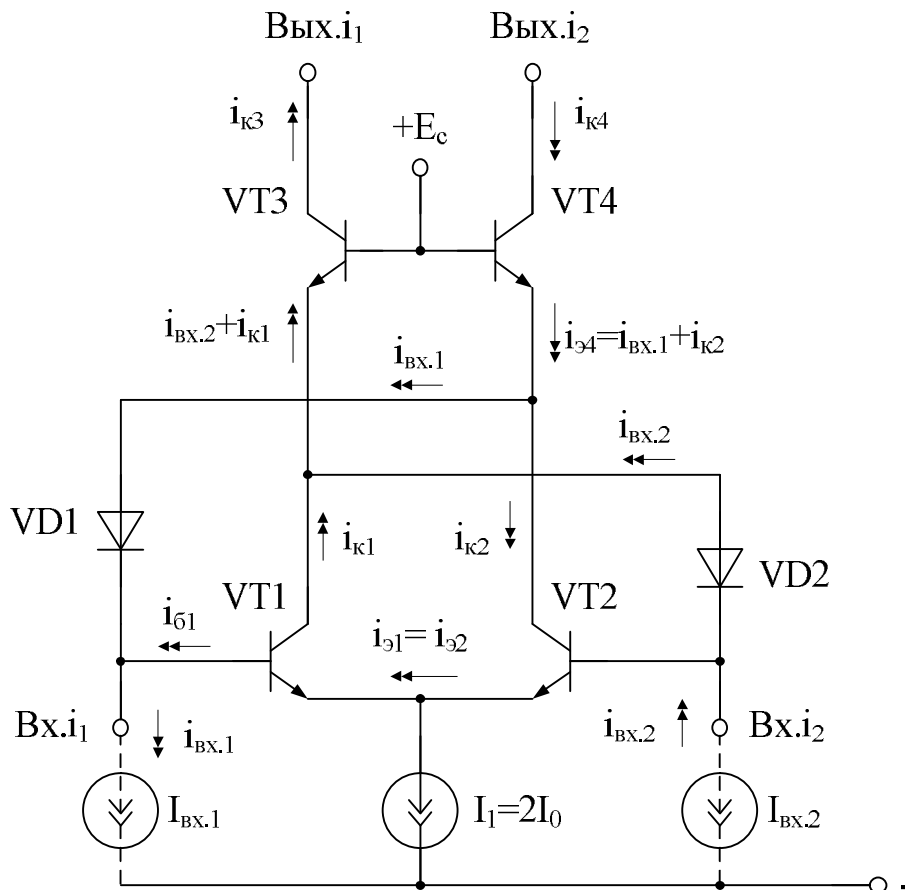 Вых.i₁ Вых.i₂
iк3 +Eс iк4
VT3 VT4
iвх.2+iк1 iэ4=iвх.1+iк2
iвх.1
iвх.2
VD1 iк1 iк2 VD2
VT1 VT2
iб1 iэ1= iэ2
Вх.i₁ iвх.1 iвх.2 Вх.i₂
Iвх.1 I₁=2I₀ Iвх.2
-